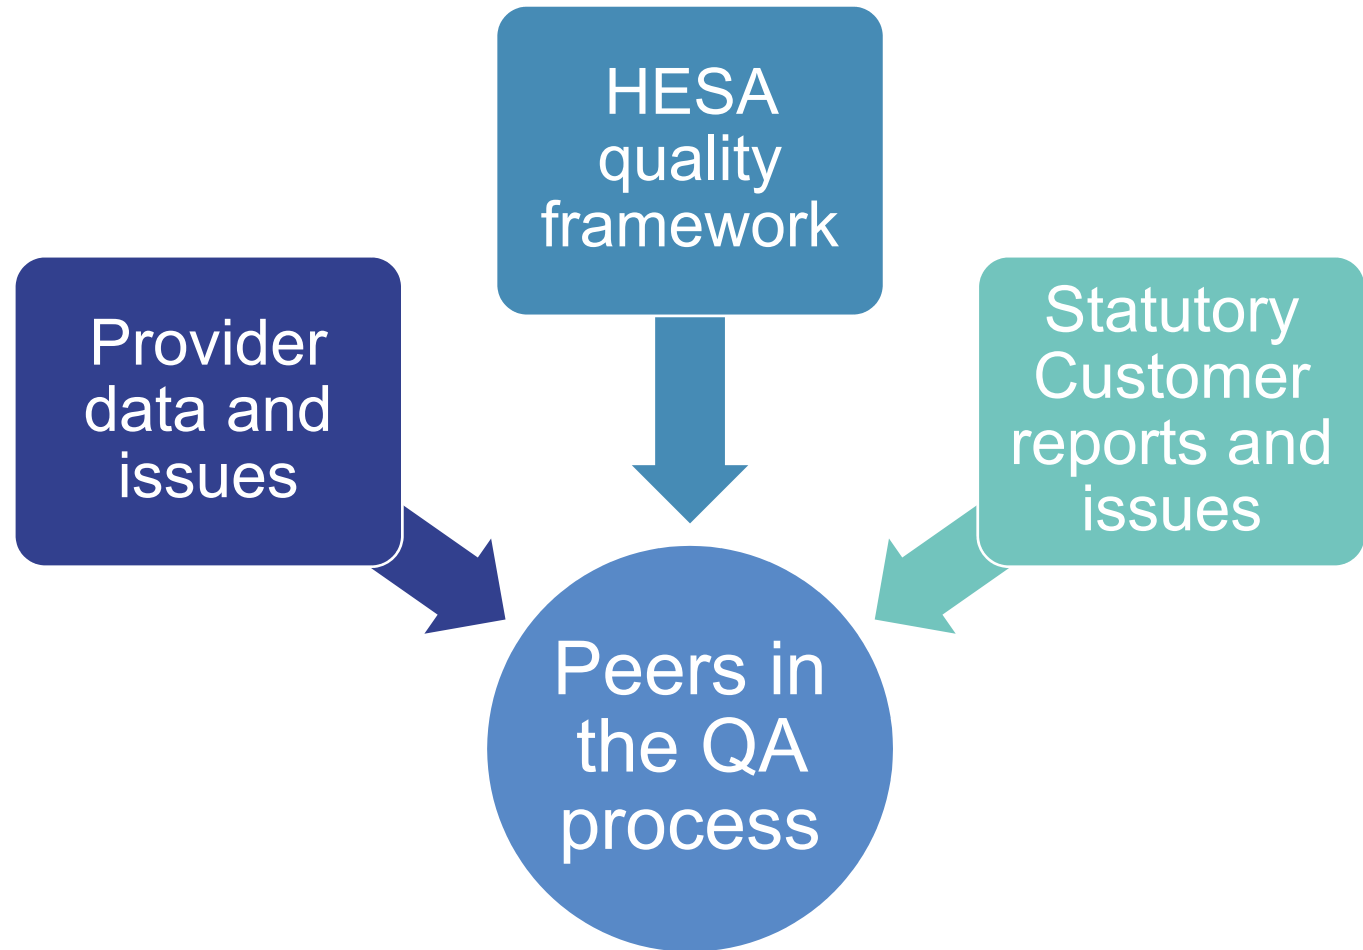 HESA
quality
framework
Provider
data and
issues
Statutory
Customer
reports and
issues
Peers in
the QA
process